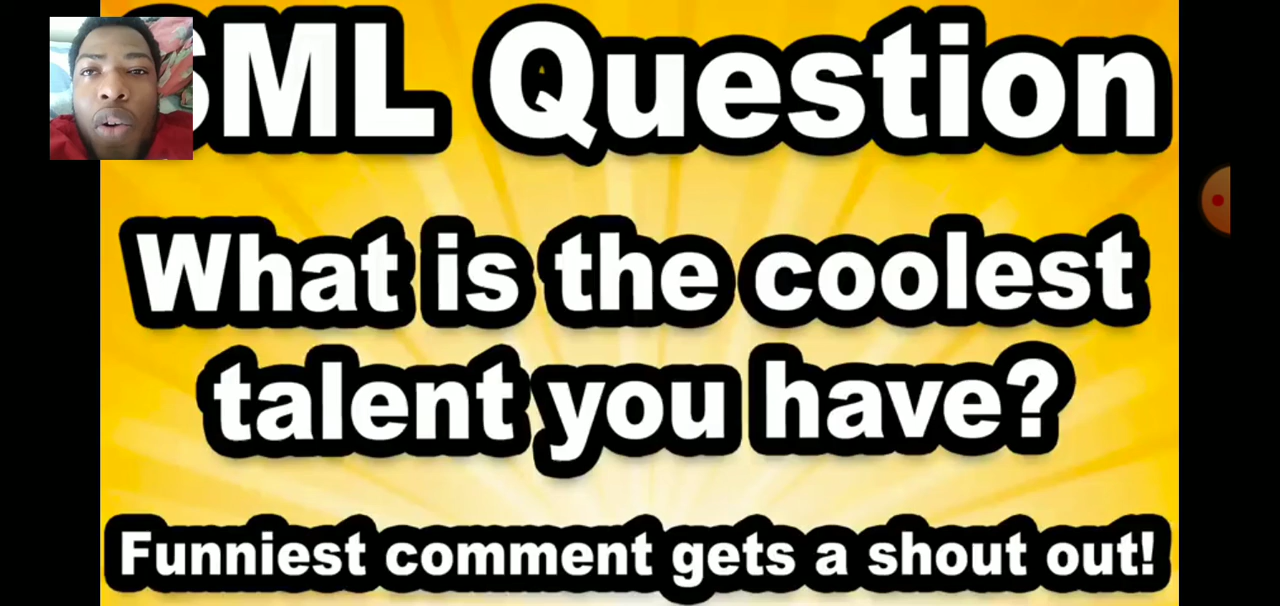 SML Question
What is the coolest
talent you have?
Funniest comment gets a shout out!